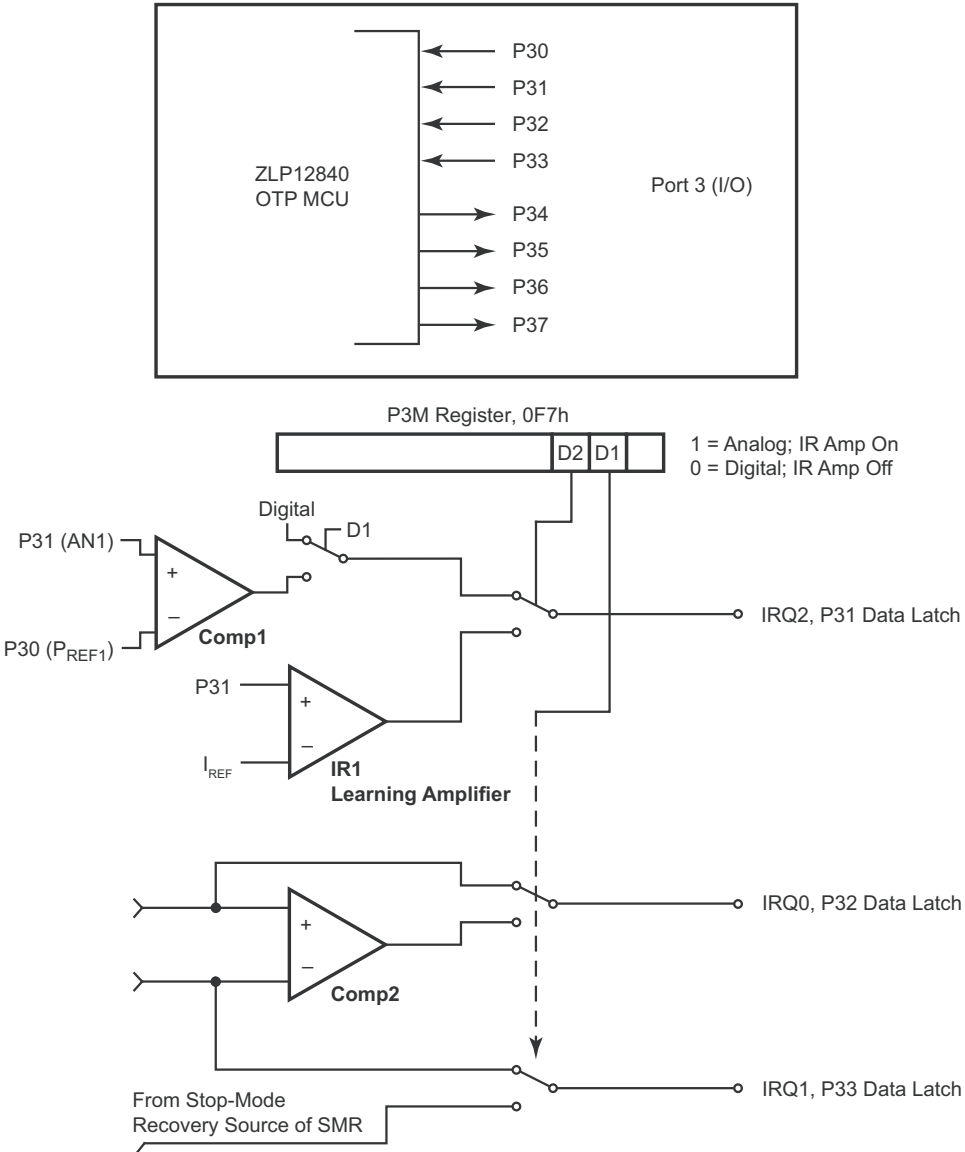 P30
P31
P32
P33
ZLP12840
OTP MCU
Port 3 (I/O)
P34
P35
P36
P37
P3M Register, 0F7h
D2 D1
1 = Analog; IR Amp On
0 = Digital; IR Amp Off
Digital
D1
P31 (AN1)
+
–
P30 (PREF1)
Comp1
IRQ2, P31 Data Latch
P31
+
–
IREF
IR1
Learning Amplifier
IRQ0, P32 Data Latch
+
–
Comp2
IRQ1, P33 Data Latch
From Stop-Mode
Recovery Source of SMR